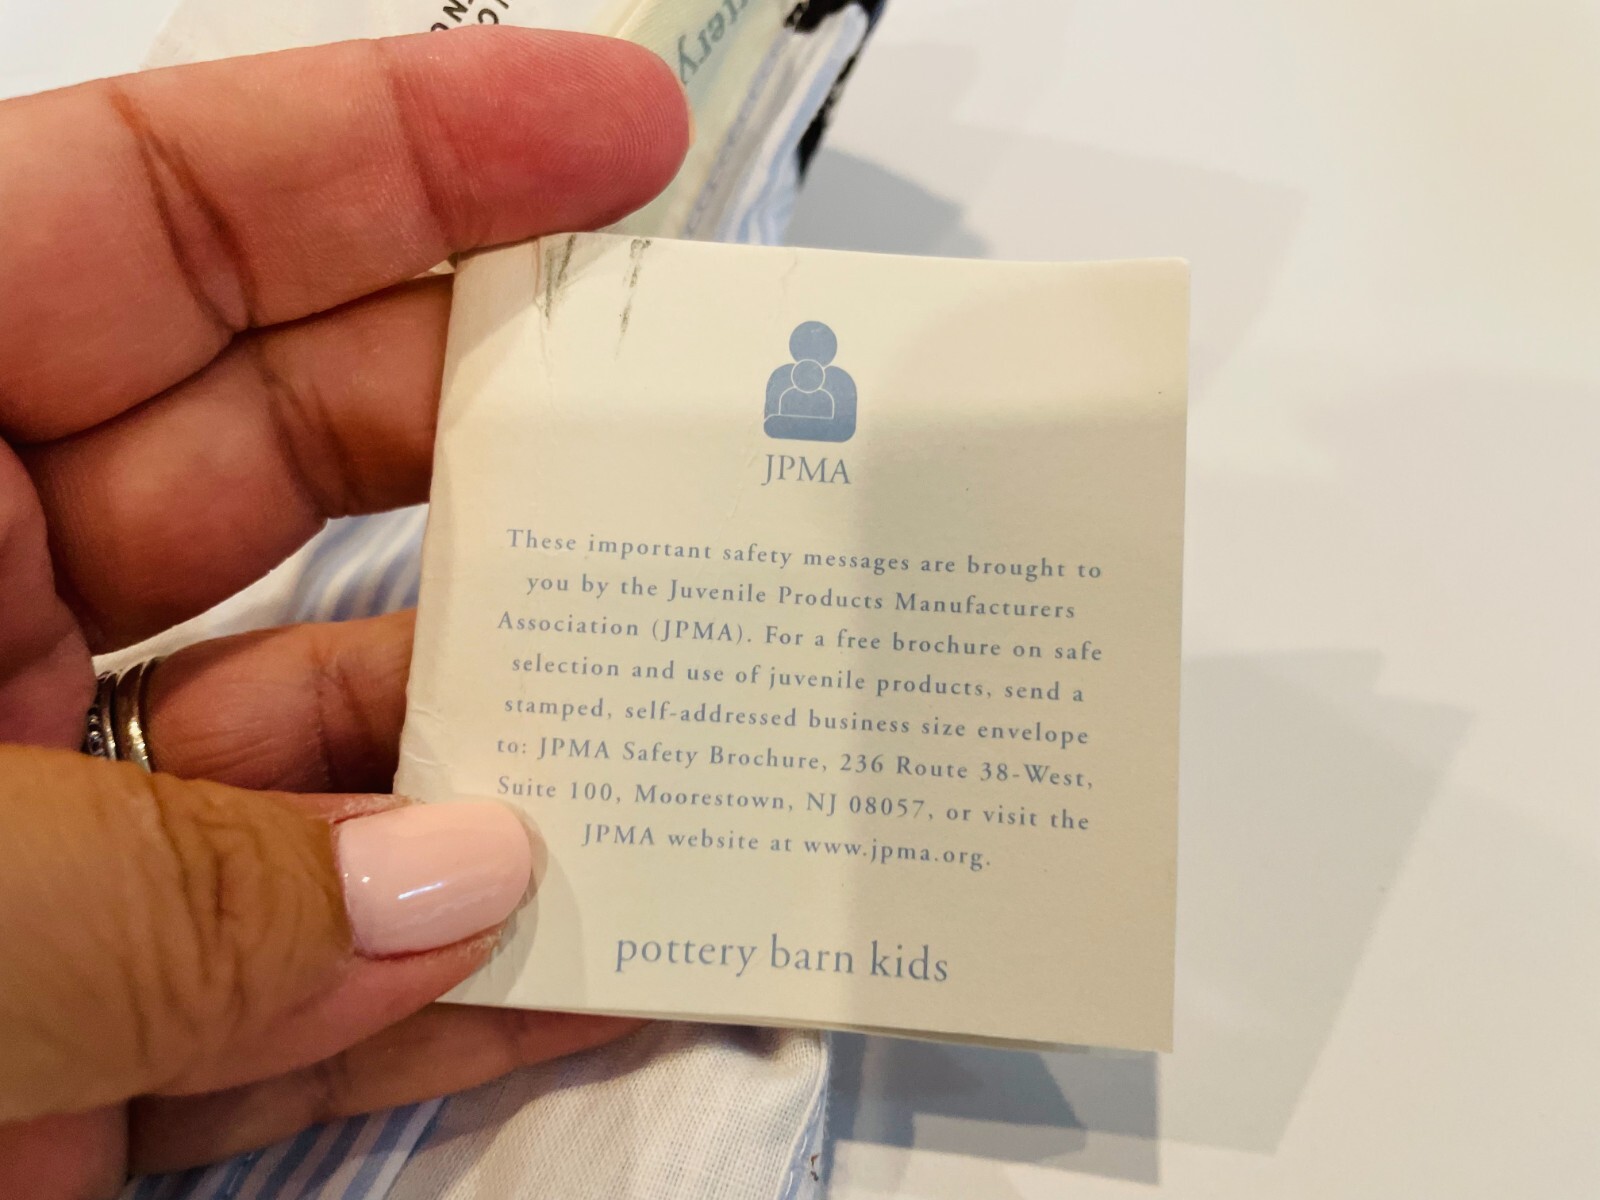 tery
JPMA
These important safety messages are brought to
you by the Juvenile Products Manufacturers
Association (JPMA). For a free brochure on safe
selection and use of juvenile products, send a
stamped, self-addressed business size envelope
to: JPMA Safety Brochure, 236 Route 38-West,
Suite 100, Moorestown, NJ 08057, or visit the
JPMA website at www.jpma.org.
pottery barn kids